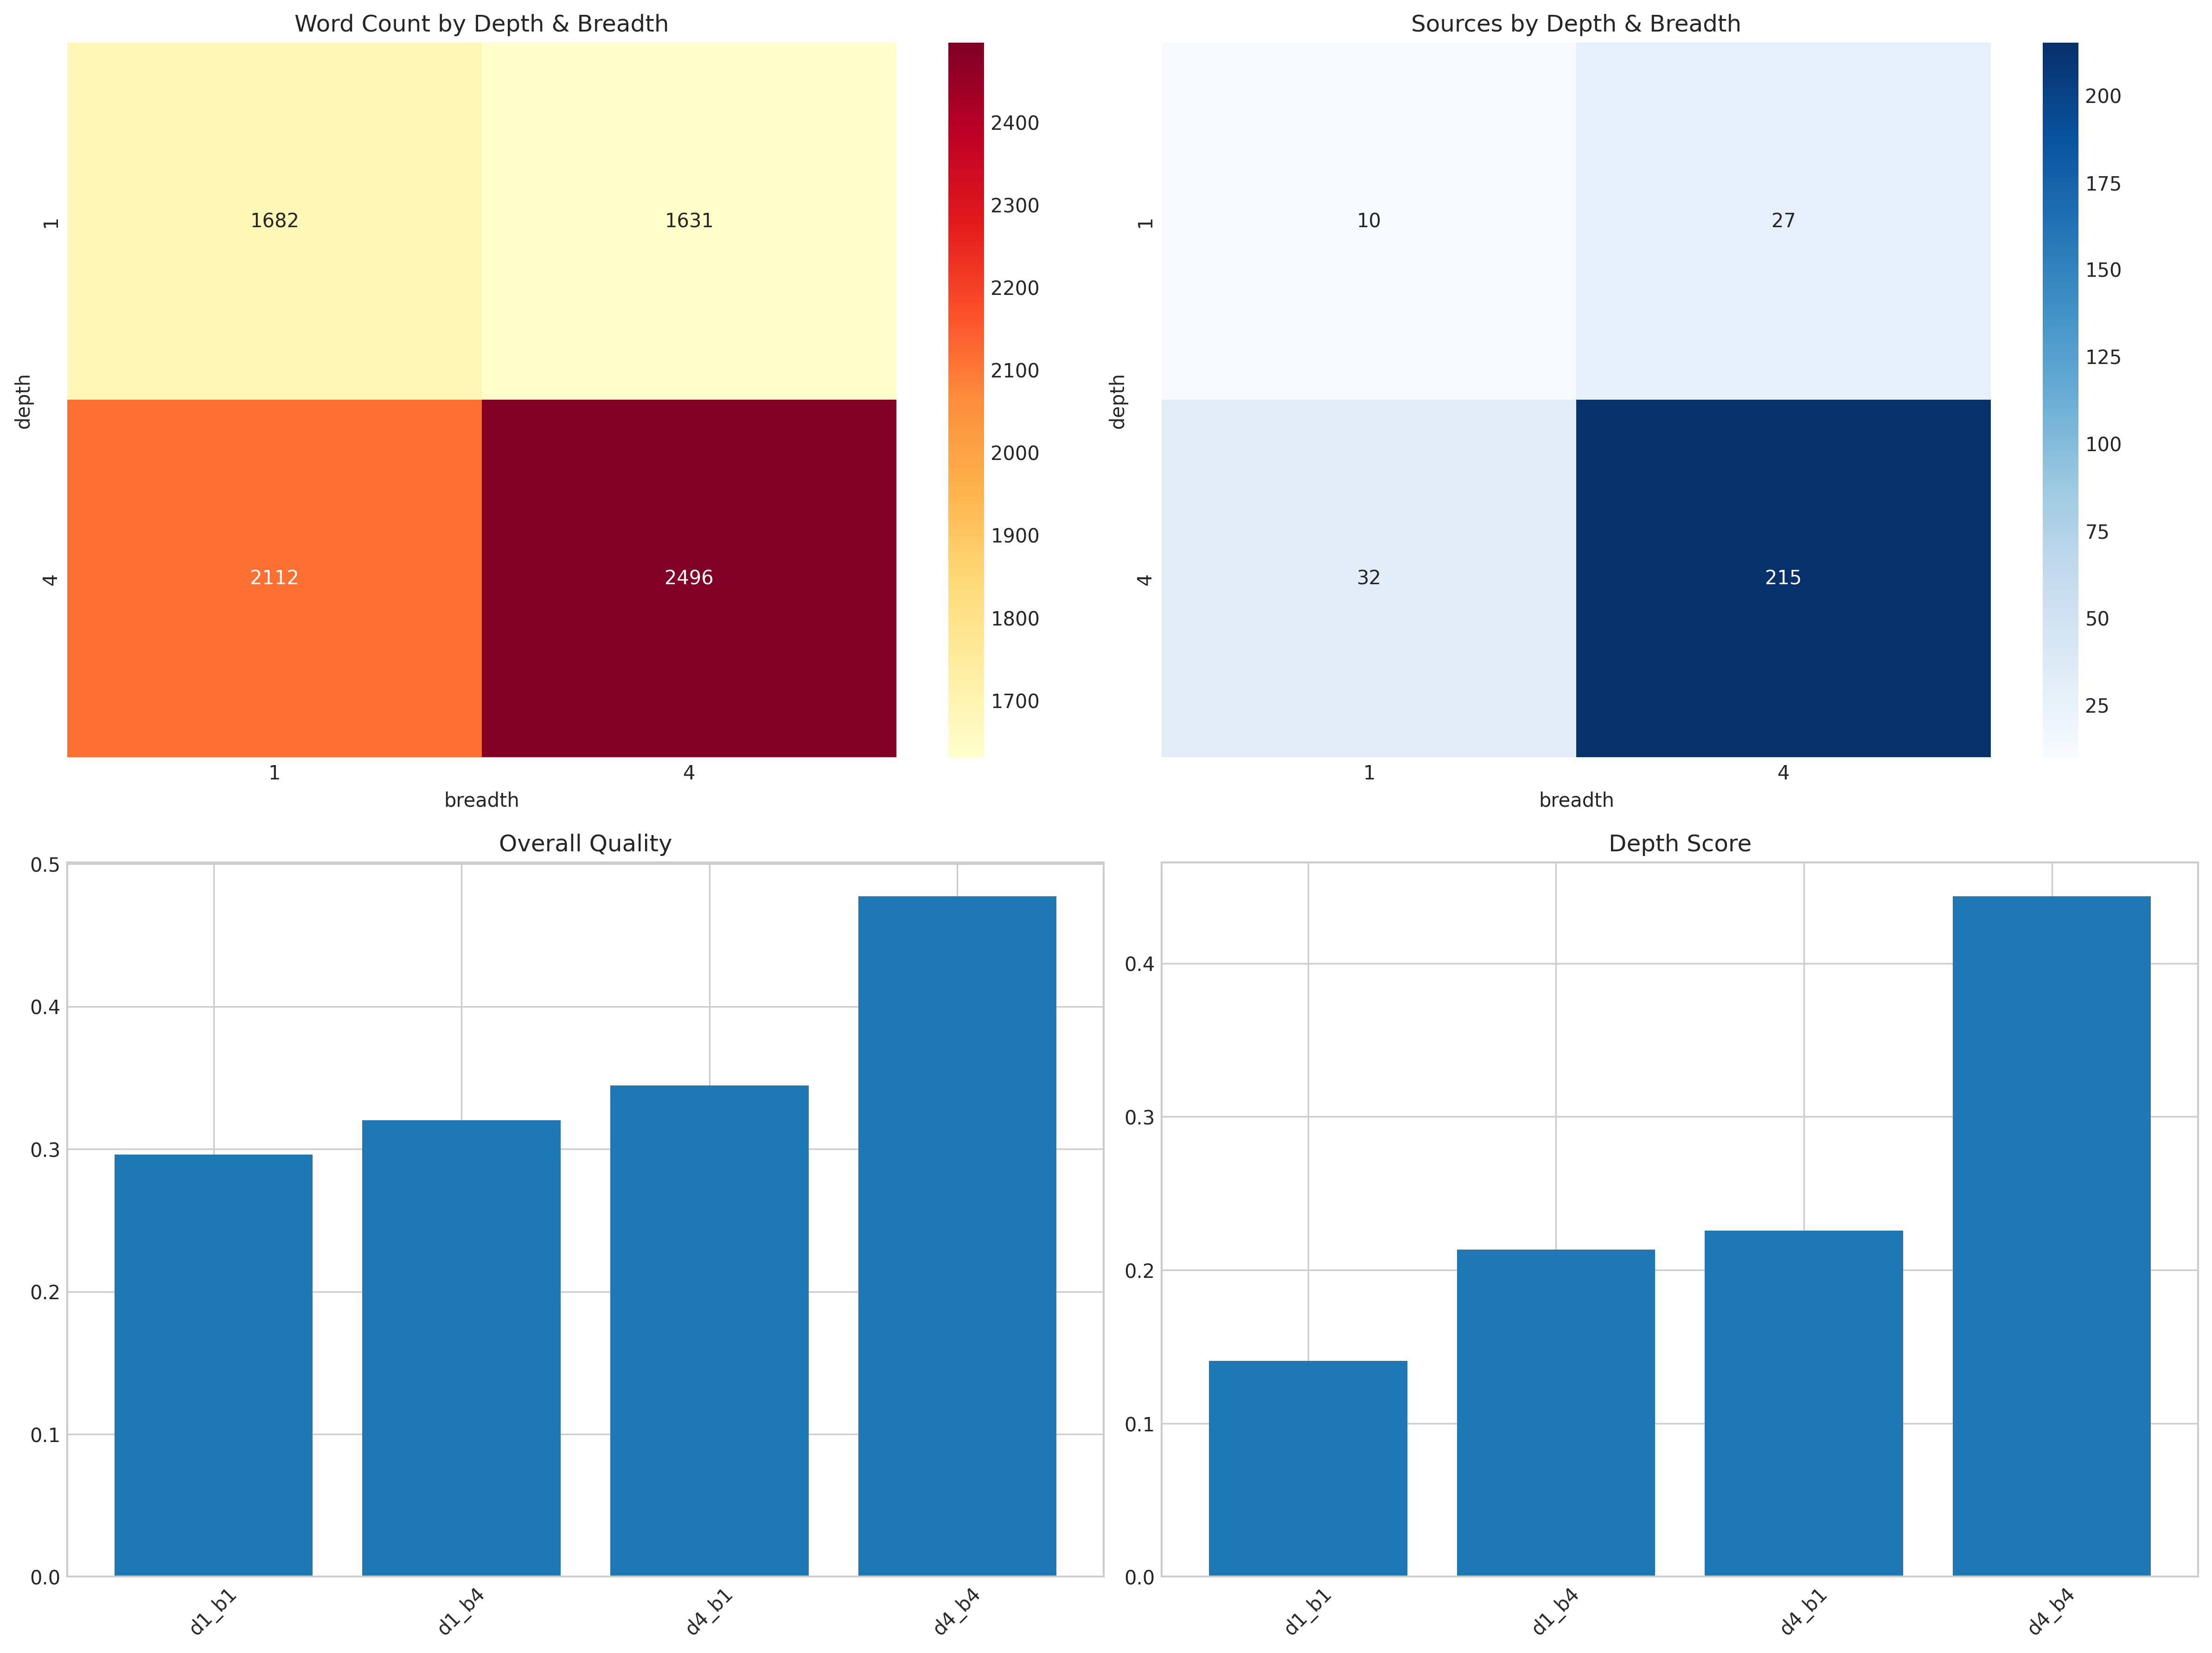 Word Count by Depth & Breadth
1682
1631
2112
2496
1
4
depth
1
4
breadth
2400
2300
2200
2100
2000
1900
1800
1700
Sources by Depth & Breadth
10
27
32
215
1
4
depth
1
4
breadth
200
175
150
125
100
75
50
25
Overall Quality
0.5
0.4
0.3
0.2
0.1
0.0
d1_b1
d1_b4
d4_b1
d4_b4
Depth Score
0.4
0.3
0.2
0.1
0.0
d1_b1
d1_b4
d4_b1
d4_b4